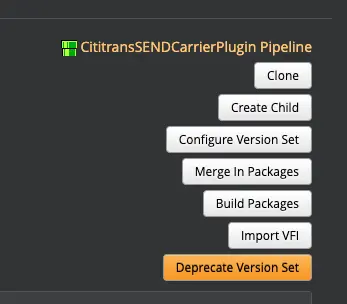 CititransSENDCarrierPlugin Pipeline
Clone
Create Child
Configure Version Set
Merge In Packages
Build Packages
Import VFI
Deprecate Version Set